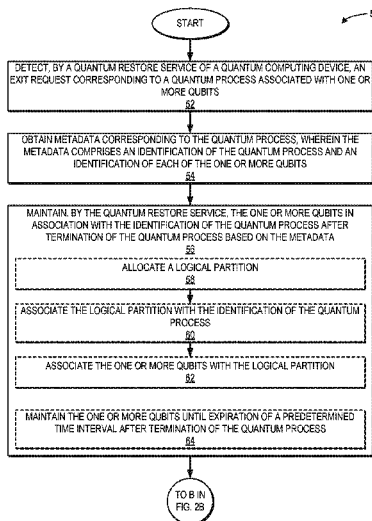 START
5
DETECT, BY A QUANTUM RESTORE SERVICE OF A QUANTUM COMPUTING DEVICE, AN
EXIT REQUEST CORRESPONDING TO A QUANTUM PROCESS ASSOCIATED WITH ONE OR
MORE QUBITS
52
OBTAIN METADATA CORRESPONDING TO THE QUANTUM PROCESS, WHEREIN THE
METADATA COMPRISES AN IDENTIFICATION OF THE QUANTUM PROCESS AND AN
IDENTIFICATION OF EACH OF THE ONE OR MORE QUBITS
54
MAINTAIN, BY THE QUANTUM RESTORE SERVICE, THE ONE OR MORE QUBITS IN
ASSOCIATION WITH THE IDENTIFICATION OF THE QUANTUM PROCESS AFTER
TERMINATION OF THE QUANTUM PROCESS BASED ON THE METADATA
56
ALLOCATE A LOGICAL PARTITION
58
ASSOCIATE THE LOGICAL PARTITION WITH THE IDENTIFICATION OF THE QUANTUM
PROCESS
60
ASSOCIATE THE ONE OR MORE QUBITS WITH THE LOGICAL PARTITION
62
MAINTAIN THE ONE OR MORE QUBITS UNTIL EXPIRATION OF A PREDETERMINED
TIME INTERVAL AFTER TERMINATION OF THE QUANTUM PROCESS
64
TO B IN
FIG. 2B